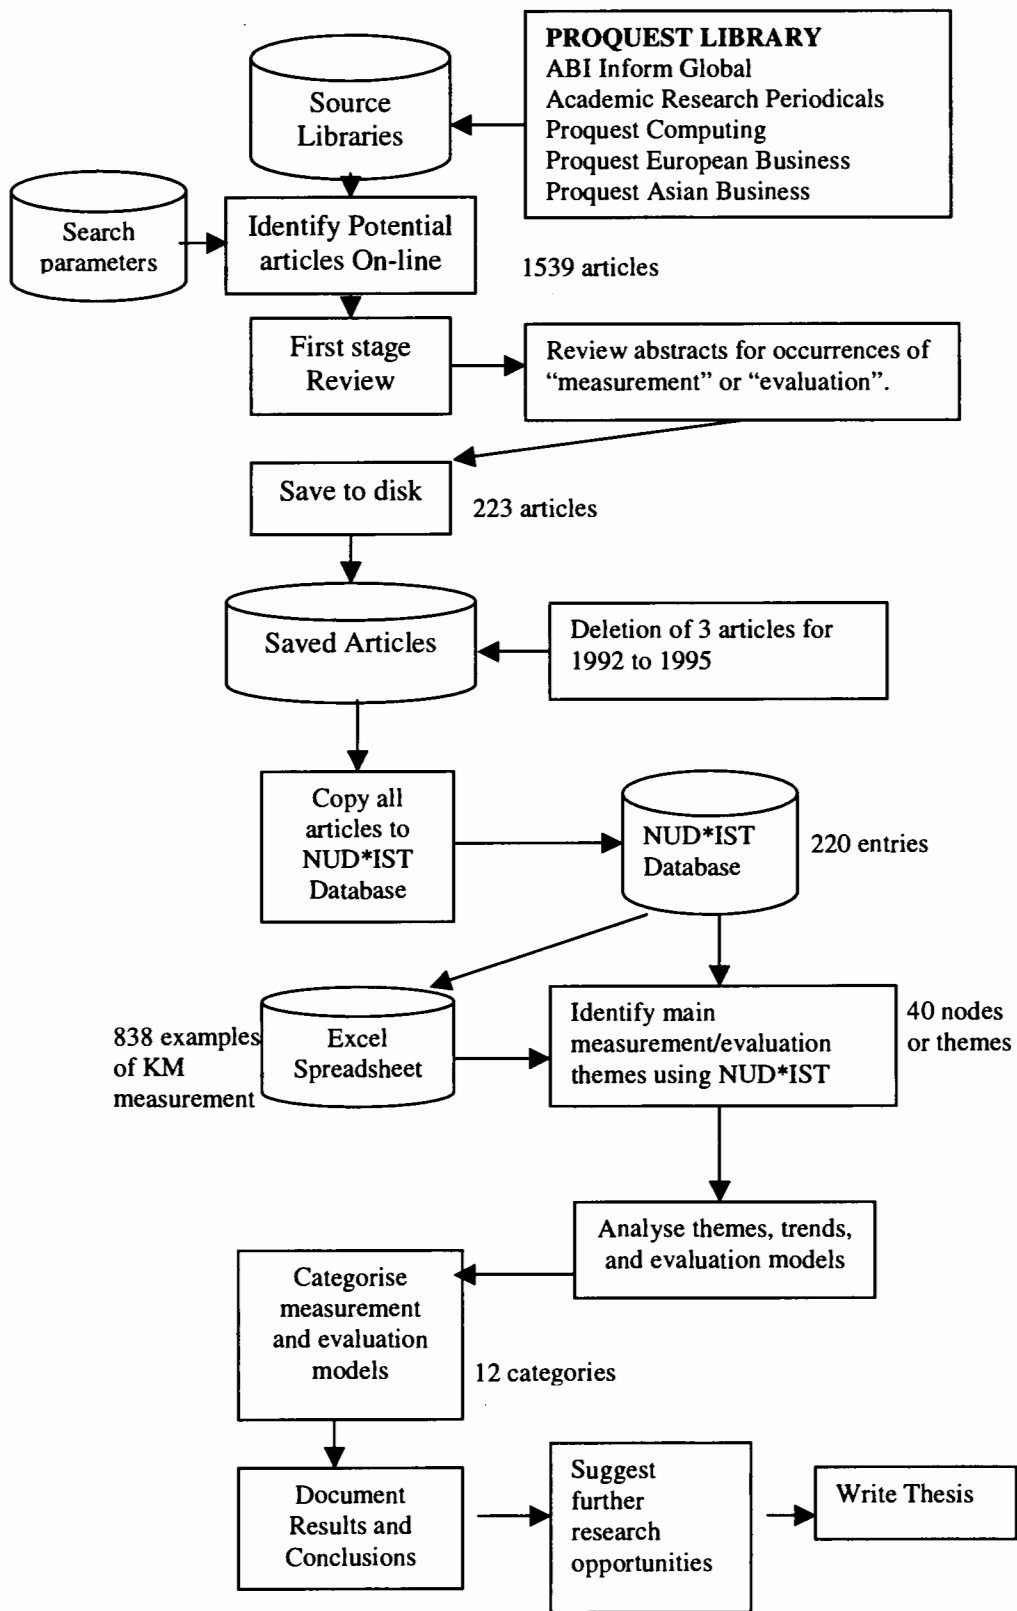 PROQUEST LIBRARY
ABI Inform Global
Academic Research Periodicals
Proquest Computing
Proquest European Business
Proquest Asian Business
Source
Libraries
Search
parameters
Identify Potential
articles On-line
1539 articles
First stage
Review
Review abstracts for occurrences of
“measurement” or “evaluation”.
Save to disk
223 articles
Saved Articles
Deletion of 3 articles for
1992 to 1995
Copy all
articles to
NUD*IST
Database
NUD*IST
Database
220 entries
838 examples
of KM
measurement
Excel
Spreadsheet
Identify main
measurement/evaluation
themes using NUD*IST
40 nodes
or themes
Analyse themes, trends,
and evaluation models
Categorise
measurement
and evaluation
models
12 categories
Document
Results and
Conclusions
Suggest
further
research
opportunities
Write Thesis